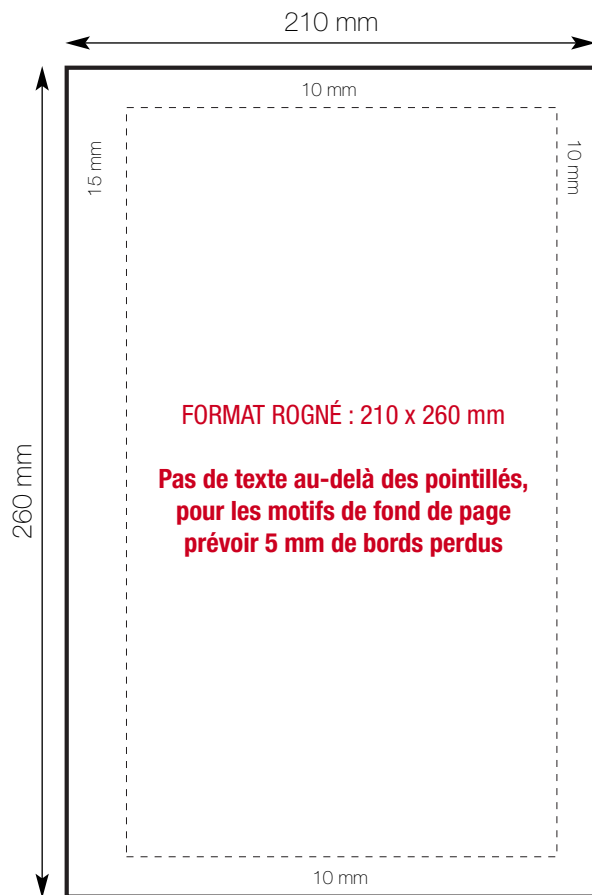 210 mm
10 mm
15 mm
10 mm
260 mm
FORMAT ROGNÉ : 210 x 260 mm
Pas de texte au-delà des pointillés,
pour les motifs de fond de page
prévoir 5 mm de bords perdus
10 mm